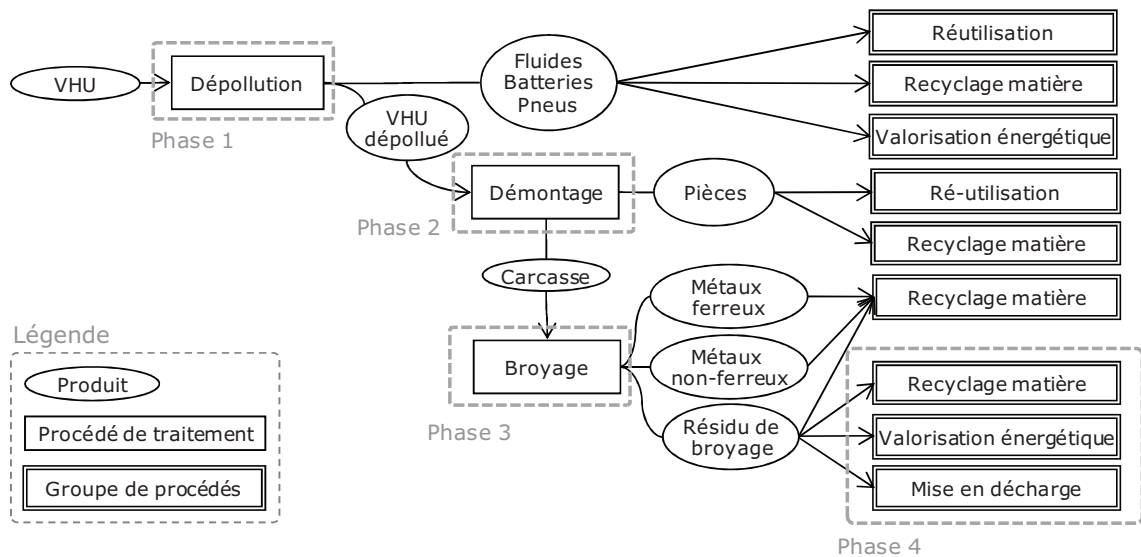 VHU
Dépollution
Phase 1
Fluides
Batteries
Pneus
VHU
dépollué
Réutilisation
Recyclage matière
Valorisation énergétique
Démontage
Phase 2
Pièces
Ré-utilisation
Recyclage matière
Carcasse
Métaux
ferreux
Recyclage matière
Broyage
Phase 3
Métaux
non-ferreux
Résidu de
broyage
Recyclage matière
Valorisation énergétique
Mise en décharge
Phase 4
Légende
Produit
Procédé de traitement
Groupe de procédés